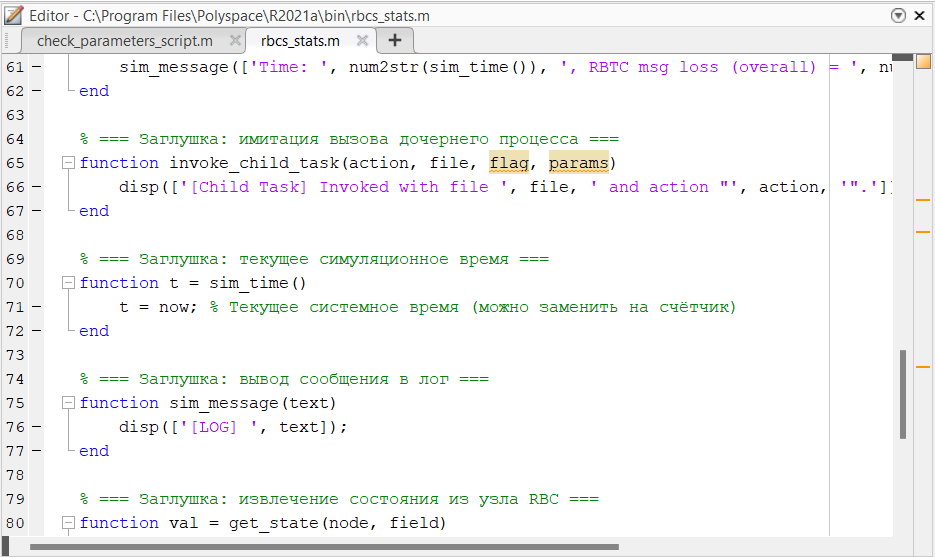 Editor - C:\Program Files\Polyspace\R2021a\bin\rbcs_stats.m
check_parameters_script.m rbcs_stats.m
61 sim_message(['Time: ', num2str(sim_time()), ', RBTC msg loss (overall) = ',
62 end
63
64 % === Заглушка: имитация вызова дочернего процесса ===
65 function invoke_child_task(action, file, flag, params)
66 disp(['[Child Task] Invoked with file ', file, ' and action "', action, '".'])
67 end
68
69 % === Заглушка: текущее симуляционное время ===
70 function t = sim_time()
71 t = now; % Текущее системное время (можно заменить на счётчик)
72 end
73
74 % === Заглушка: вывод сообщения в лог ===
75 function sim_message(text)
76 disp(['[LOG] ', text]);
77 end
78
79 % === Заглушка: извлечение состояния из узла RBC ===
80 function val = get_state(node, field)